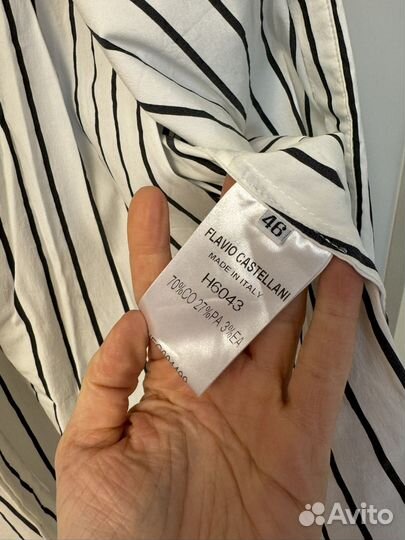 46
FLAVIO CASTELLANI
MADE IN ITALY
H6043
70%CO 27%PA 3%EA
Avito